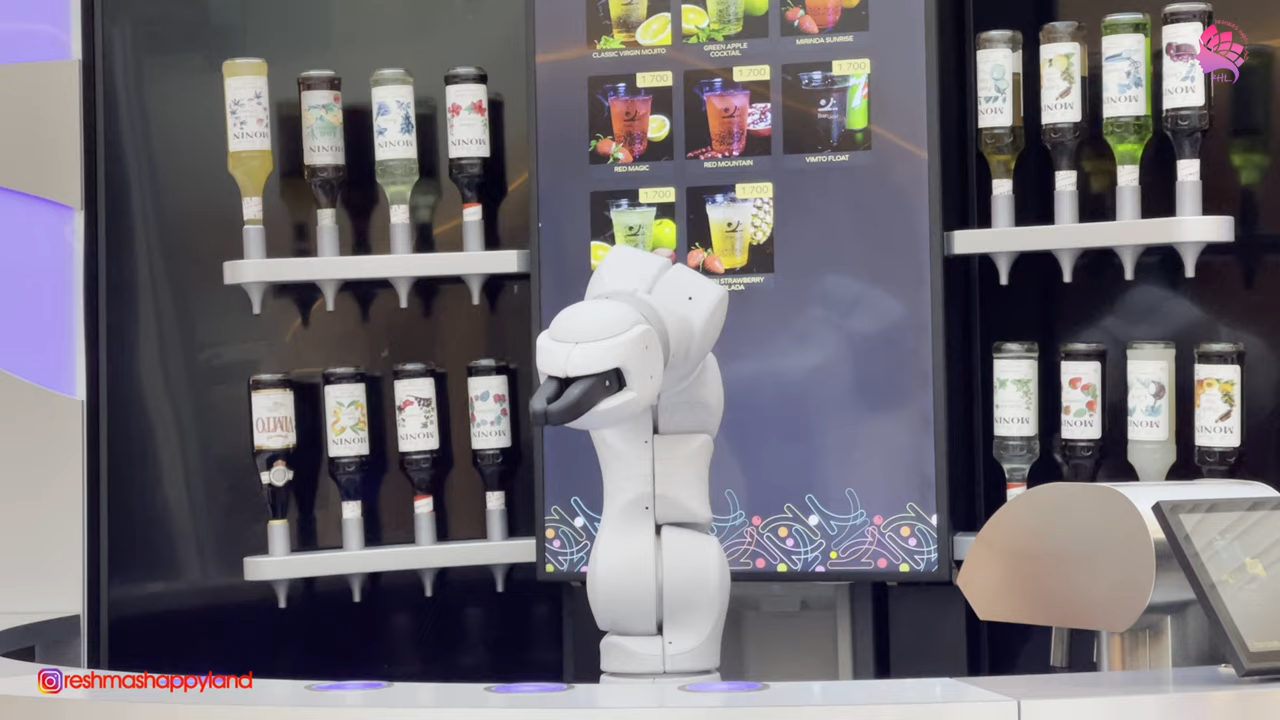 CLASSIC VIRGIN MOJITO
GREEN APPLE
COCKTAIL
MIRINDA SUNRISE
1.700
1.700
1.700
RED MAGIC
RED MOUNTAIN
VIMTO FLOAT
1.700
1.700
STRAWBERRY
MONIN
MONIN
MONIN
MONIN
MONIN
MONIN
MONIN
MONIN
VIMTO
MONIN
MONIN
MONIN
MONIN
MONIN
MONIN
MONIN
RHL
reshmashappyland